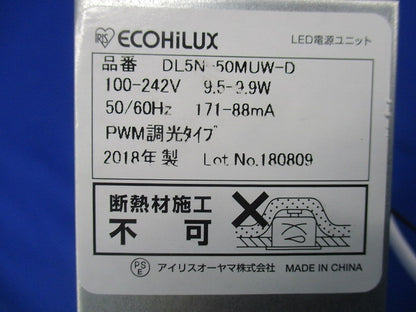 IRIS ECOHiLUX LED電源ユニット
品番 DL5N-50MUW-D
100-242V 9.5-9.9W
50/60Hz 171-88mA
PWM調光タイプ
2018年製 Lot No.180809
断熱材施工
不可
PSE アイリスオーヤマ株式会社 MADE IN CHINA